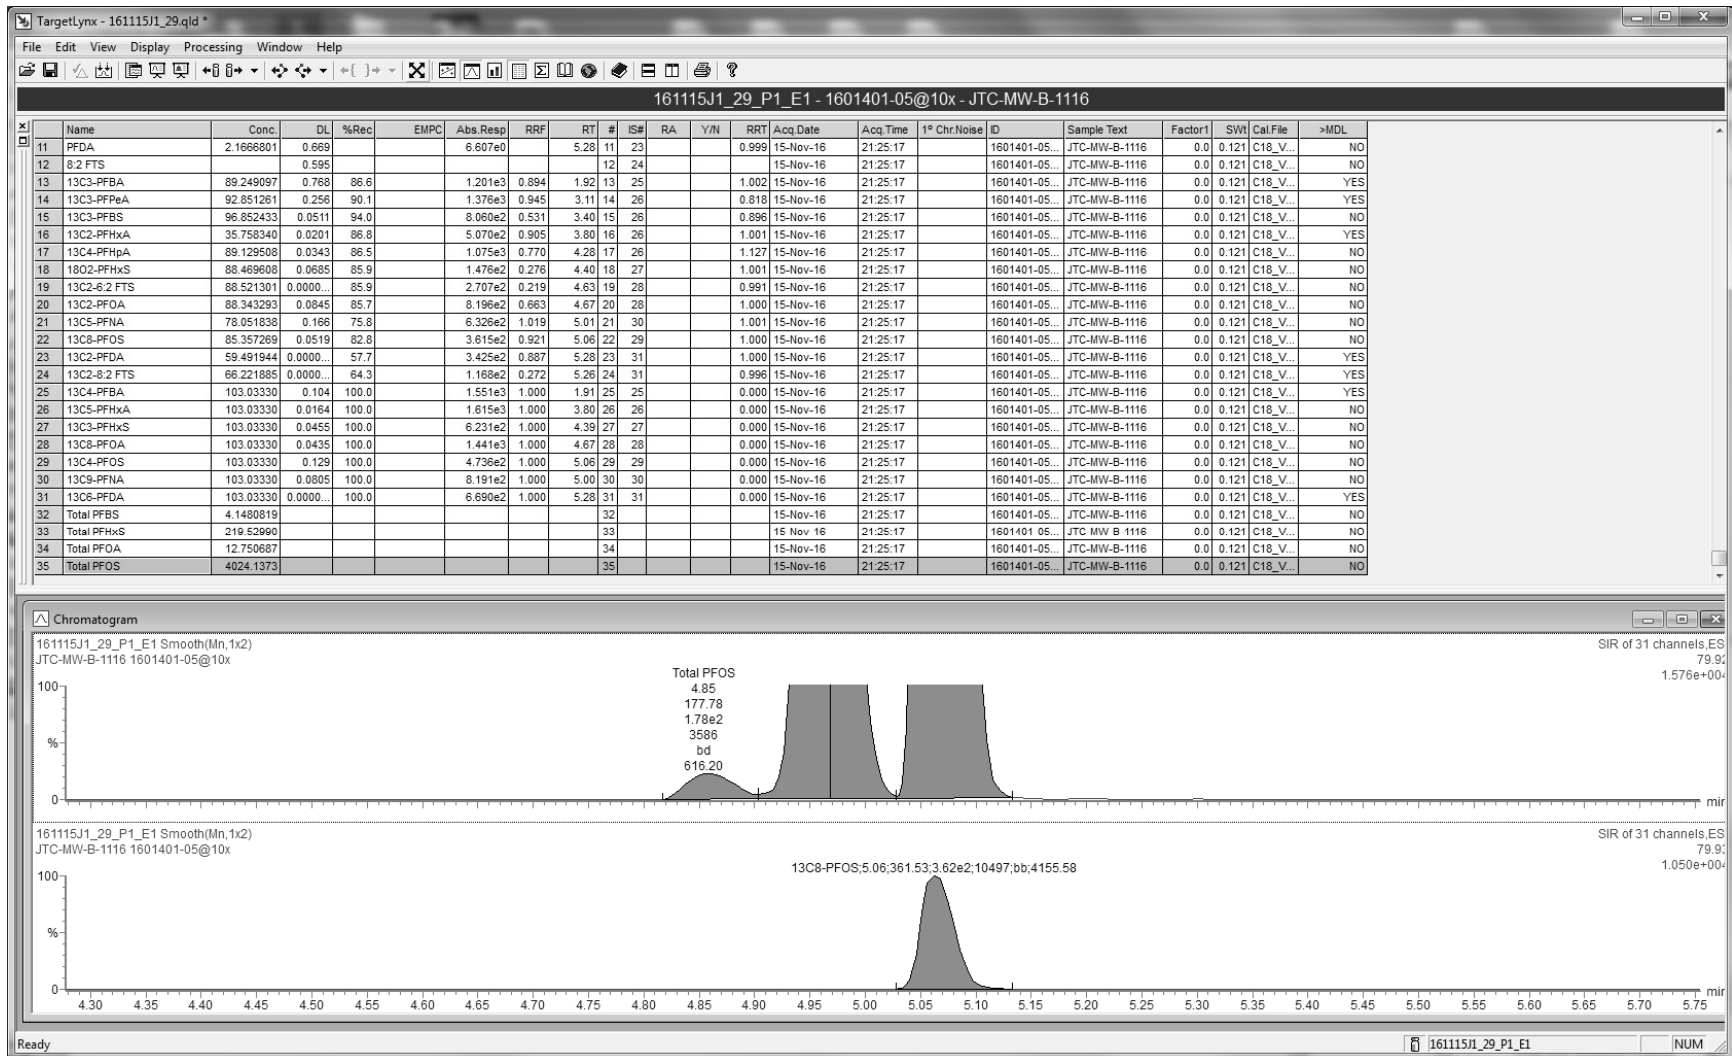 TargetLynx - 161115J1_29.qld *
File Edit View Display Processing Window Help
161115J1_29_P1_E1 - 1601401-05@10x - JTC-MW-B-1116
Name Conc. DL %Rec EMPC Abs.Resp RRF RT # IS# RA Y/N RRT Acq.Date Acq.Time 1º Chr.Noise ID Sample Text Factor1 SWt Cal.File >MDL
11 PFDA 2.1666801 0.669 6.607e0 5.28 11 23 0.999 15-Nov-16 21:25:17 1601401-05... JTC-MW-B-1116 0.0 0.121 C18_V... NO
12 8:2 FTS 0.595 12 24 15-Nov-16 21:25:17 1601401-05... JTC-MW-B-1116 0.0 0.121 C18_V... NO
13 13C3-PFBA 89.249097 0.768 86.6 1.201e3 0.894 1.92 13 25 1.002 15-Nov-16 21:25:17 1601401-05... JTC-MW-B-1116 0.0 0.121 C18_V... YES
14 13C3-PFPeA 92.851261 0.256 90.1 1.376e3 0.945 3.11 14 26 0.818 15-Nov-16 21:25:17 1601401-05... JTC-MW-B-1116 0.0 0.121 C18_V... YES
15 13C3-PFBS 96.852433 0.0511 94.0 8.060e2 0.531 3.40 15 26 0.896 15-Nov-16 21:25:17 1601401-05... JTC-MW-B-1116 0.0 0.121 C18_V... NO
16 13C2-PFHxA 35.758340 0.0201 86.8 5.070e2 0.905 3.80 16 26 1.001 15-Nov-16 21:25:17 1601401-05... JTC-MW-B-1116 0.0 0.121 C18_V... YES
17 13C4-PFHpA 89.129508 0.0343 86.5 1.075e3 0.770 4.28 17 26 1.127 15-Nov-16 21:25:17 1601401-05... JTC-MW-B-1116 0.0 0.121 C18_V... NO
18 18O2-PFHxS 88.469608 0.0685 85.9 1.476e2 0.276 4.40 18 27 1.001 15-Nov-16 21:25:17 1601401-05... JTC-MW-B-1116 0.0 0.121 C18_V... NO
19 13C2-6:2 FTS 88.521301 0.0000... 85.9 2.707e2 0.219 4.63 19 28 0.991 15-Nov-16 21:25:17 1601401-05... JTC-MW-B-1116 0.0 0.121 C18_V... NO
20 13C2-PFOA 88.343293 0.0845 85.7 8.196e2 0.663 4.67 20 28 1.000 15-Nov-16 21:25:17 1601401-05... JTC-MW-B-1116 0.0 0.121 C18_V... NO
21 13C5-PFNA 78.051838 0.166 75.8 6.326e2 1.019 5.01 21 30 1.001 15-Nov-16 21:25:17 1601401-05... JTC-MW-B-1116 0.0 0.121 C18_V... NO
22 13C8-PFOS 85.357269 0.0519 82.8 3.615e2 0.921 5.06 22 29 1.000 15-Nov-16 21:25:17 1601401-05... JTC-MW-B-1116 0.0 0.121 C18_V... NO
23 13C2-PFDA 59.491944 0.0000... 57.7 3.425e2 0.887 5.28 23 31 1.000 15-Nov-16 21:25:17 1601401-05... JTC-MW-B-1116 0.0 0.121 C18_V... YES
24 13C2-8:2 FTS 66.221885 0.0000... 64.3 1.168e2 0.272 5.26 24 31 0.996 15-Nov-16 21:25:17 1601401-05... JTC-MW-B-1116 0.0 0.121 C18_V... YES
25 13C4-PFBA 103.03330 0.104 100.0 1.551e3 1.000 1.91 25 25 0.000 15-Nov-16 21:25:17 1601401-05... JTC-MW-B-1116 0.0 0.121 C18_V... YES
26 13C5-PFHxA 103.03330 0.0164 100.0 1.615e3 1.000 3.80 26 26 0.000 15-Nov-16 21:25:17 1601401-05... JTC-MW-B-1116 0.0 0.121 C18_V... NO
27 13C3-PFHxS 103.03330 0.0455 100.0 6.231e2 1.000 4.39 27 27 0.000 15-Nov-16 21:25:17 1601401-05... JTC-MW-B-1116 0.0 0.121 C18_V... NO
28 13C8-PFOA 103.03330 0.0435 100.0 1.441e3 1.000 4.67 28 28 0.000 15-Nov-16 21:25:17 1601401-05... JTC-MW-B-1116 0.0 0.121 C18_V... NO
29 13C4-PFOS 103.03330 0.129 100.0 4.736e2 1.000 5.06 29 29 0.000 15-Nov-16 21:25:17 1601401-05... JTC-MW-B-1116 0.0 0.121 C18_V... NO
30 13C9-PFNA 103.03330 0.0805 100.0 8.191e2 1.000 5.00 30 30 0.000 15-Nov-16 21:25:17 1601401-05... JTC-MW-B-1116 0.0 0.121 C18_V... NO
31 13C6-PFDA 103.03330 0.0000... 100.0 6.690e2 1.000 5.28 31 31 0.000 15-Nov-16 21:25:17 1601401-05... JTC-MW-B-1116 0.0 0.121 C18_V... YES
32 Total PFBS 4.1480819 32 15-Nov-16 21:25:17 1601401-05... JTC-MW-B-1116 0.0 0.121 C18_V... NO
33 Total PFHxS 219.52990 33 15-Nov-16 21:25:17 1601401-05... JTC-MW-B-1116 0.0 0.121 C18_V... NO
34 Total PFOA 12.750687 34 15-Nov-16 21:25:17 1601401-05... JTC-MW-B-1116 0.0 0.121 C18_V... NO
35 Total PFOS 4024.1373 35 15-Nov-16 21:25:17 1601401-05... JTC-MW-B-1116 0.0 0.121 C18_V... NO
Chromatogram
161115J1_29_P1_E1 Smooth(Mn,1x2) SIR of 31 channels,ES
JTC-MW-B-1116 1601401-05@10x 79.92
1.576e+004
Total PFOS
4.85
177.78
1.78e2
3586
bd
616.20
100
%
0
min
161115J1_29_P1_E1 Smooth(Mn,1x2) SIR of 31 channels,ES
JTC-MW-B-1116 1601401-05@10x 79.93
1.050e+004
13C8-PFOS;5.06;361.53;3.62e2;10497;bb;4155.58
100
%
0
min
4.30 4.35 4.40 4.45 4.50 4.55 4.60 4.65 4.70 4.75 4.80 4.85 4.90 4.95 5.00 5.05 5.10 5.15 5.20 5.25 5.30 5.35 5.40 5.45 5.50 5.55 5.60 5.65 5.70 5.75
Ready 161115J1_29_P1_E1 NUM